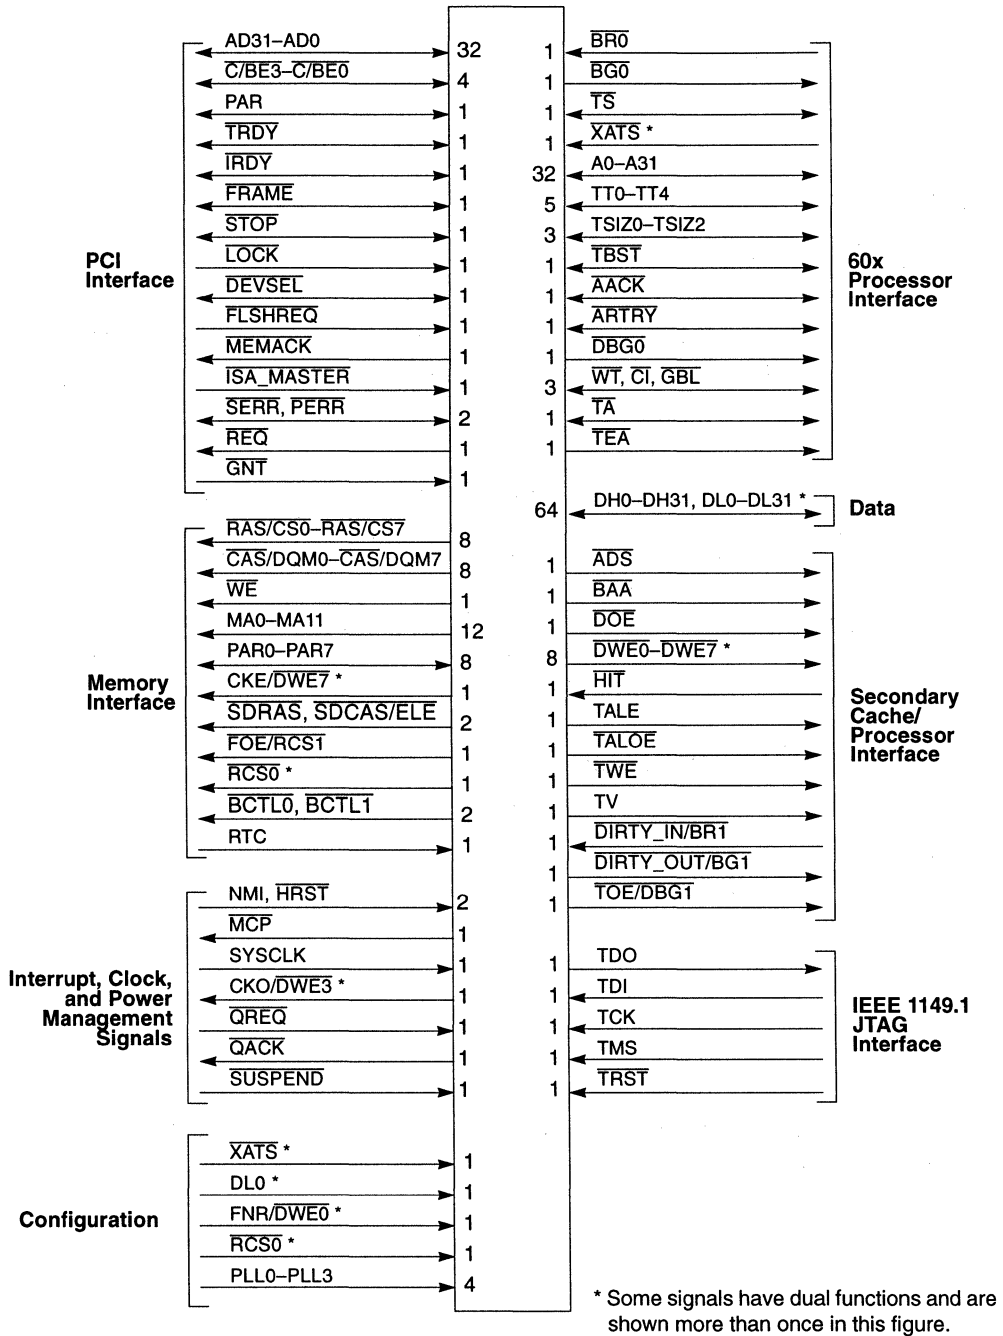 PCI
Interface
AD31–AD0 32
C/BE3–C/BE0 4
PAR 1
TRDY 1
IRDY 1
FRAME 1
STOP 1
LOCK 1
DEVSEL 1
FLSHREQ 1
MEMACK 1
ISA_MASTER 1
SERR, PERR 2
REQ 1
GNT 1
Memory
Interface
RAS/CS0–RAS/CS7 8
CAS/DQM0–CAS/DQM7 8
WE 1
MA0–MA11 12
PAR0–PAR7 8
CKE/DWE7 * 1
SDRAS, SDCAS/ELE 2
FOE/RCS1 1
RCS0 * 1
BCTL0, BCTL1 2
RTC 1
Interrupt, Clock,
and Power
Management
Signals
NMI, HRST 2
MCP 1
SYSCLK 1
CKO/DWE3 * 1
QREQ 1
QACK 1
SUSPEND 1
Configuration
XATS * 1
DL0 * 1
FNR/DWE0 * 1
RCS0 * 1
PLL0–PLL3 4
1 BR0
1 BG0
1 TS
1 XATS *
32 A0–A31
5 TT0–TT4
3 TSIZ0–TSIZ2
1 TBST
1 AACK
1 ARTRY
1 DBG0
3 WT, CI, GBL
1 TA
1 TEA
60x
Processor
Interface
64 DH0–DH31, DL0–DL31 *
Data
1 ADS
1 BAA
1 DOE
8 DWE0–DWE7 *
1 HIT
1 TALE
1 TALOE
1 TWE
1 TV
1 DIRTY_IN/BR1
1 DIRTY_OUT/BG1
1 TOE/DBG1
Secondary
Cache/
Processor
Interface
1 TDO
1 TDI
1 TCK
1 TMS
1 TRST
IEEE 1149.1
JTAG
Interface
* Some signals have dual functions and are
shown more than once in this figure.